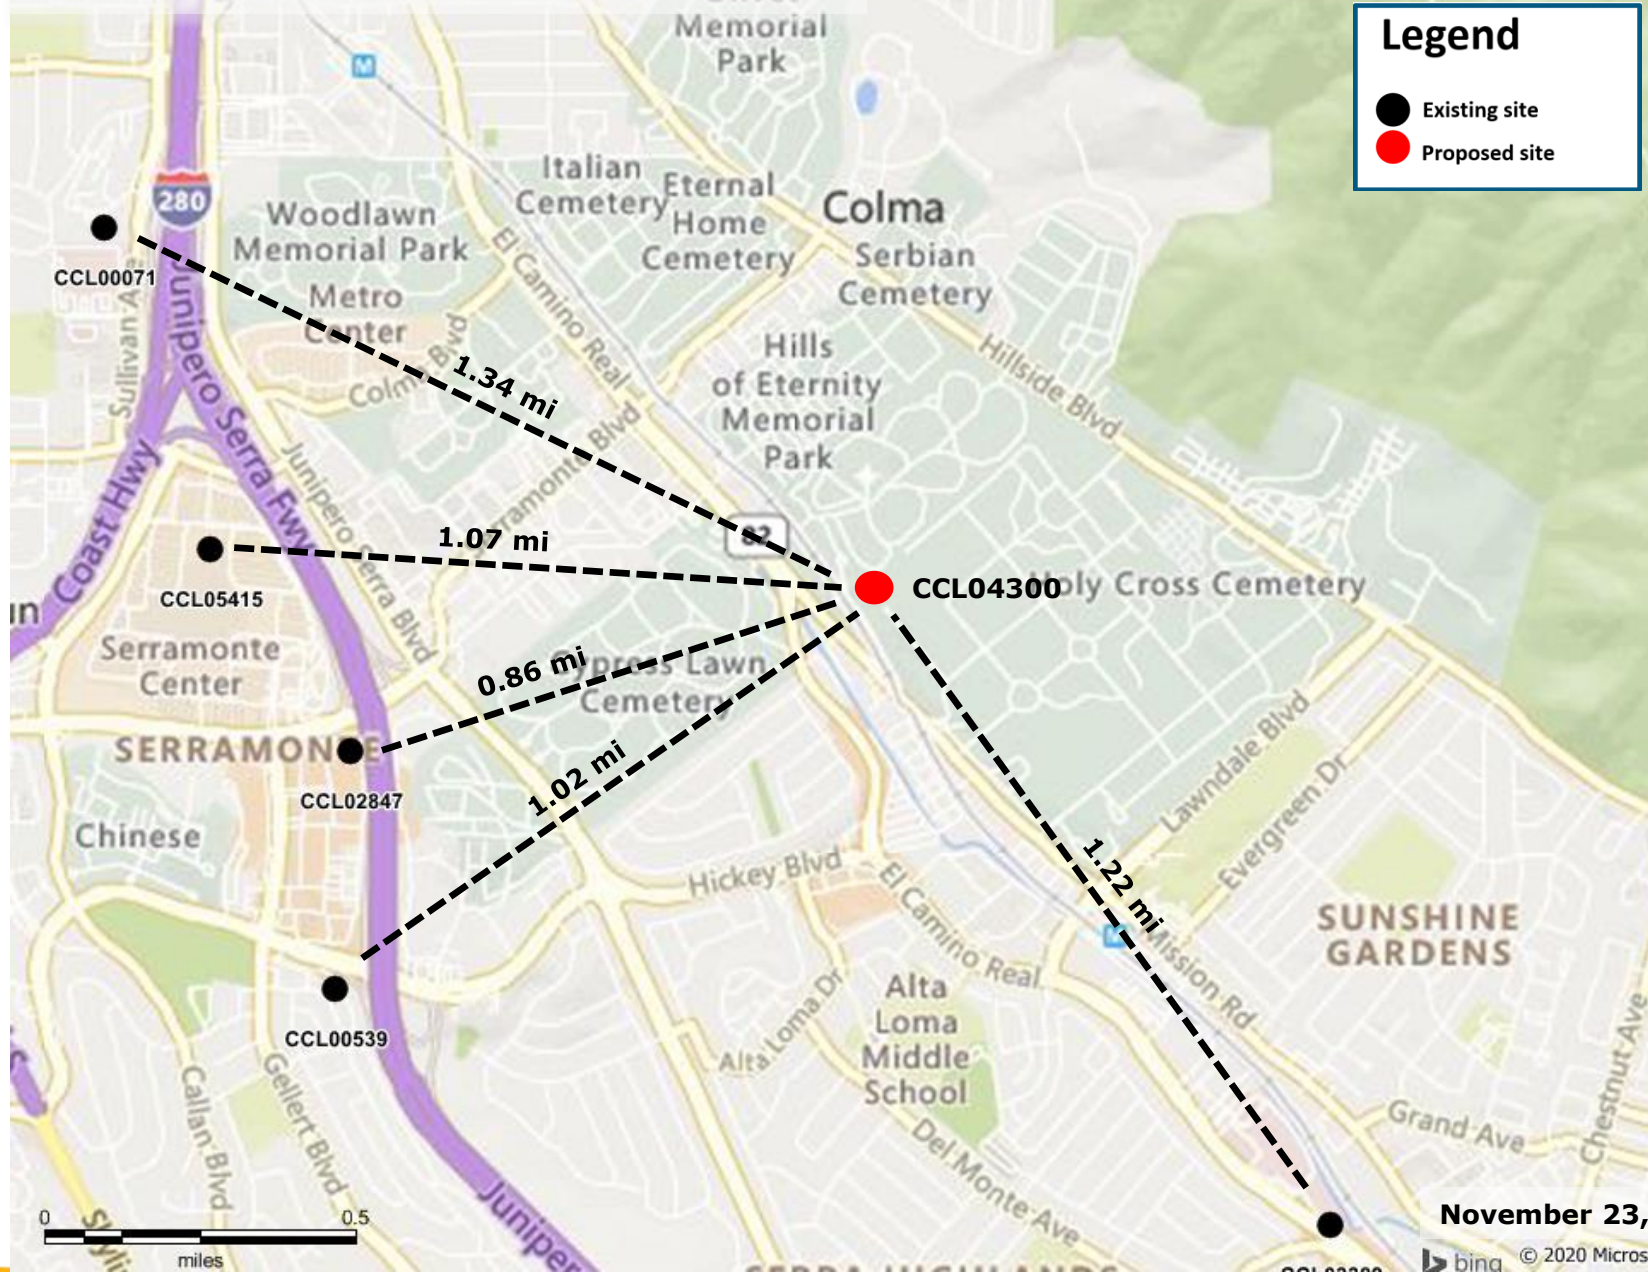 Memorial
Park
Legend
Existing site
Proposed site
M
280
Italian
Cemetery
Eternal
Home
Cemetery
Colma
Serbian
Cemetery
Woodlawn
Memorial Park
CCL00071
Metro
Center
Sullivan
Colma Blvd
El Camino Real
1.34 mi
Hills
of Eternity
Memorial
Park
Hillside Blvd
Junipero Serra Fwy
Junipero Serra Blvd
Coast Hwy
ramonte Blvd
82
1.07 mi
CCL05415
CCL04300
Holy Cross Cemetery
un
Serramonte
Center
0.86 mi
Cypress Lawn
Cemetery
SERRAMONTE
CCL02847
1.02 mi
Lawndale Blvd
Evergreen Dr
Chinese
Hickey Blvd
El Camino Real
1.22 mi
M
Mission Rd
SUNSHINE
GARDENS
CCL00539
Alta Loma Dr
Alta
Loma
Middle
School
Callan Blvd
Gellert Blvd
Del Monte Ave
Grand Ave
Chestnut Ave
0 0.5
miles
Skyli
Juniper
November 23,
bing © 2020 Micros
SERRA HIGHLANDS